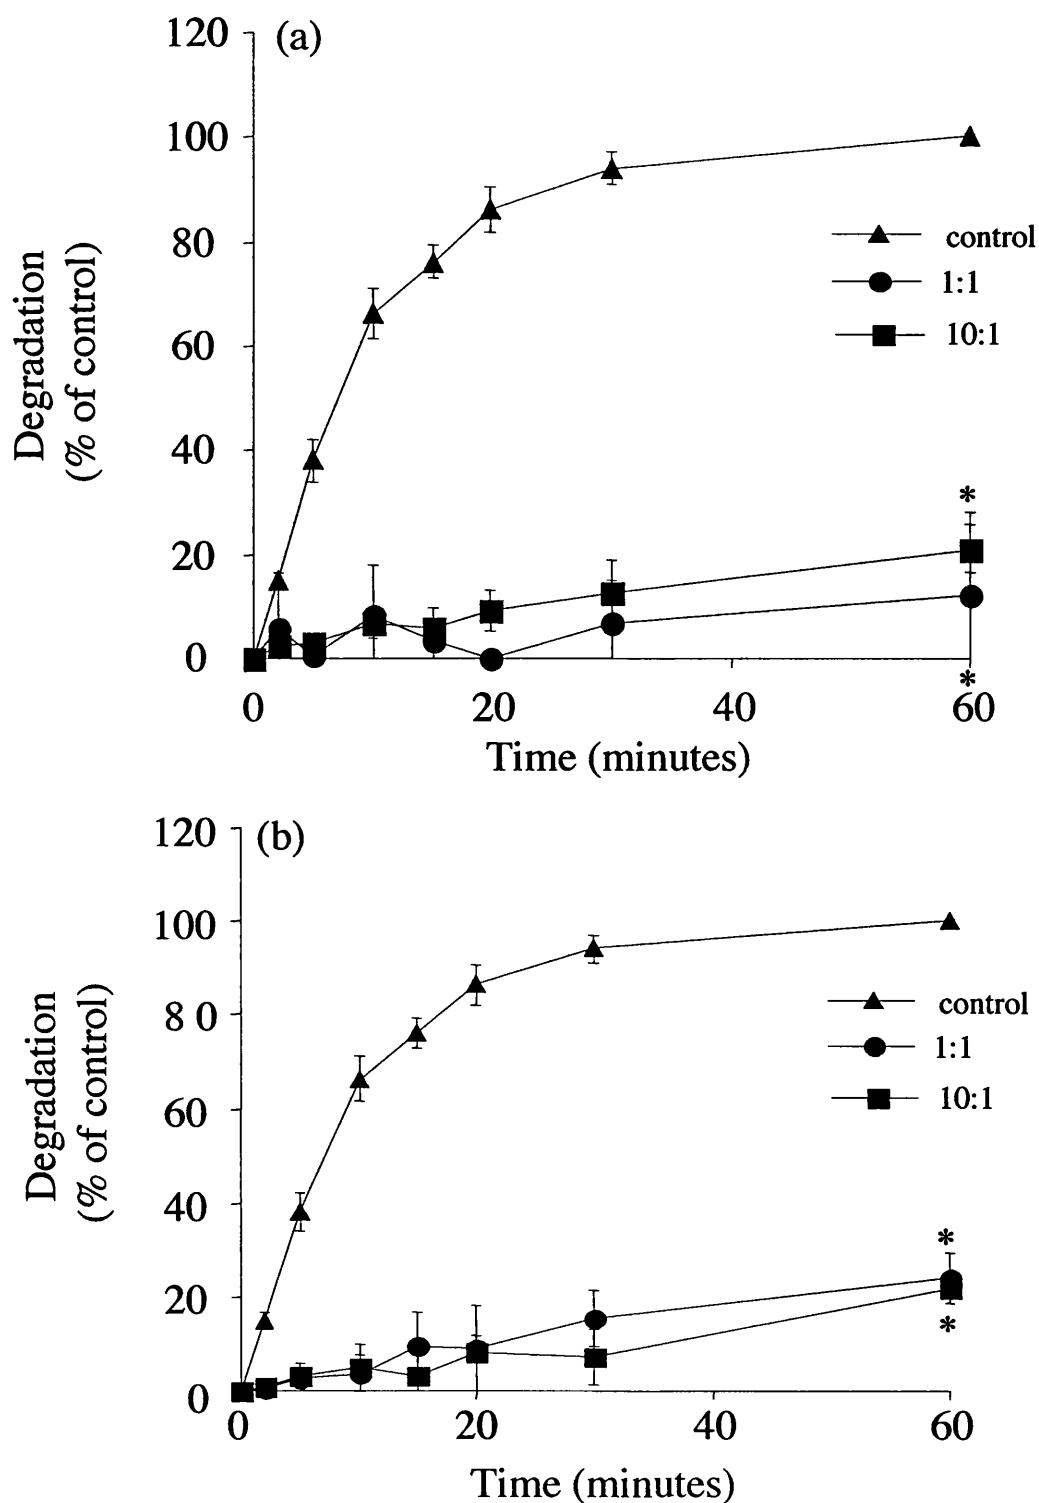 120
(a)
100
80
60
40
20
0
Degradation
(% of control)
control
1:1
10:1
*
*
0 20 40 60
Time (minutes)
120
(b)
100
8 0
60
40
20
0
Degradation
(% of control)
control
1:1
10:1
*
*
0 20 40 60
Time (minutes)